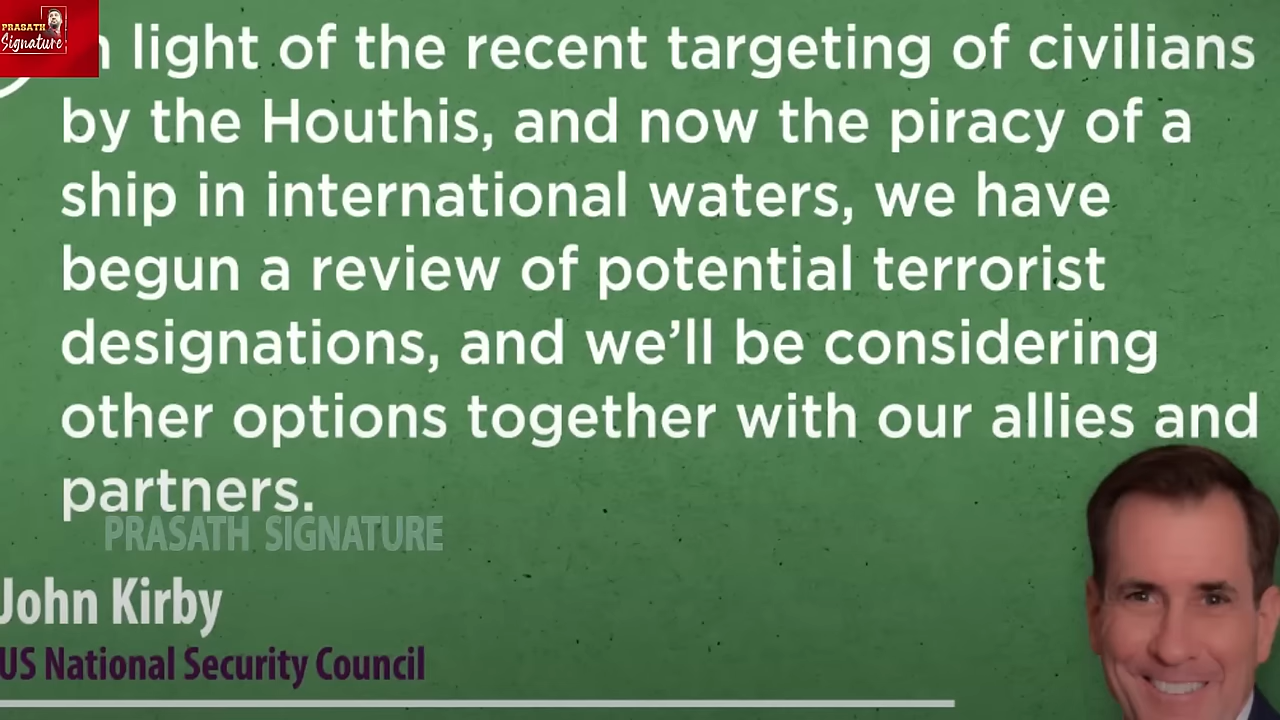 PRASATH
Signature
n light of the recent targeting of civilians
by the Houthis, and now the piracy of a
ship in international waters, we have
begun a review of potential terrorist
designations, and we’ll be considering
other options together with our allies and
partners.
PRASATH SIGNATURE
John Kirby
US National Security Council